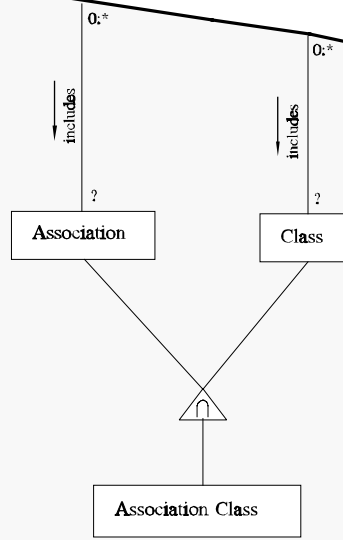 0:*
0:*
includes
includes
?
?
Association
Class
∩
Association Class